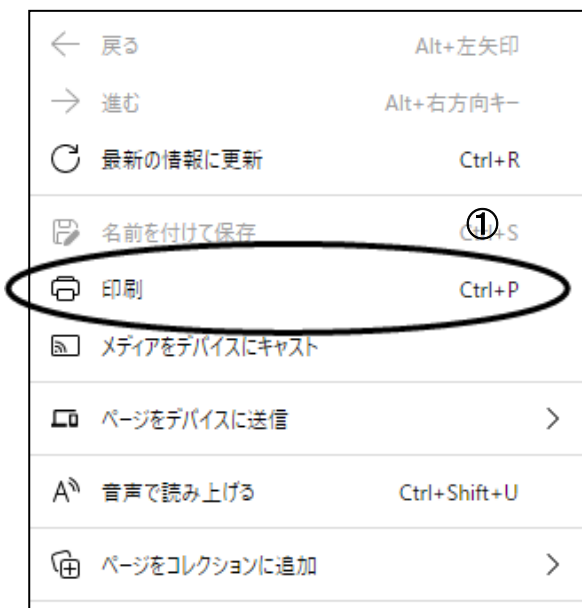 戻る Alt+左矢印
進む Alt+右方向キー
最新の情報に更新 Ctrl+R
①
名前を付けて保存 Ctrl+S
印刷 Ctrl+P
メディアをデバイスにキャスト
ページをデバイスに送信
音声で読み上げる Ctrl+Shift+U
ページをコレクションに追加